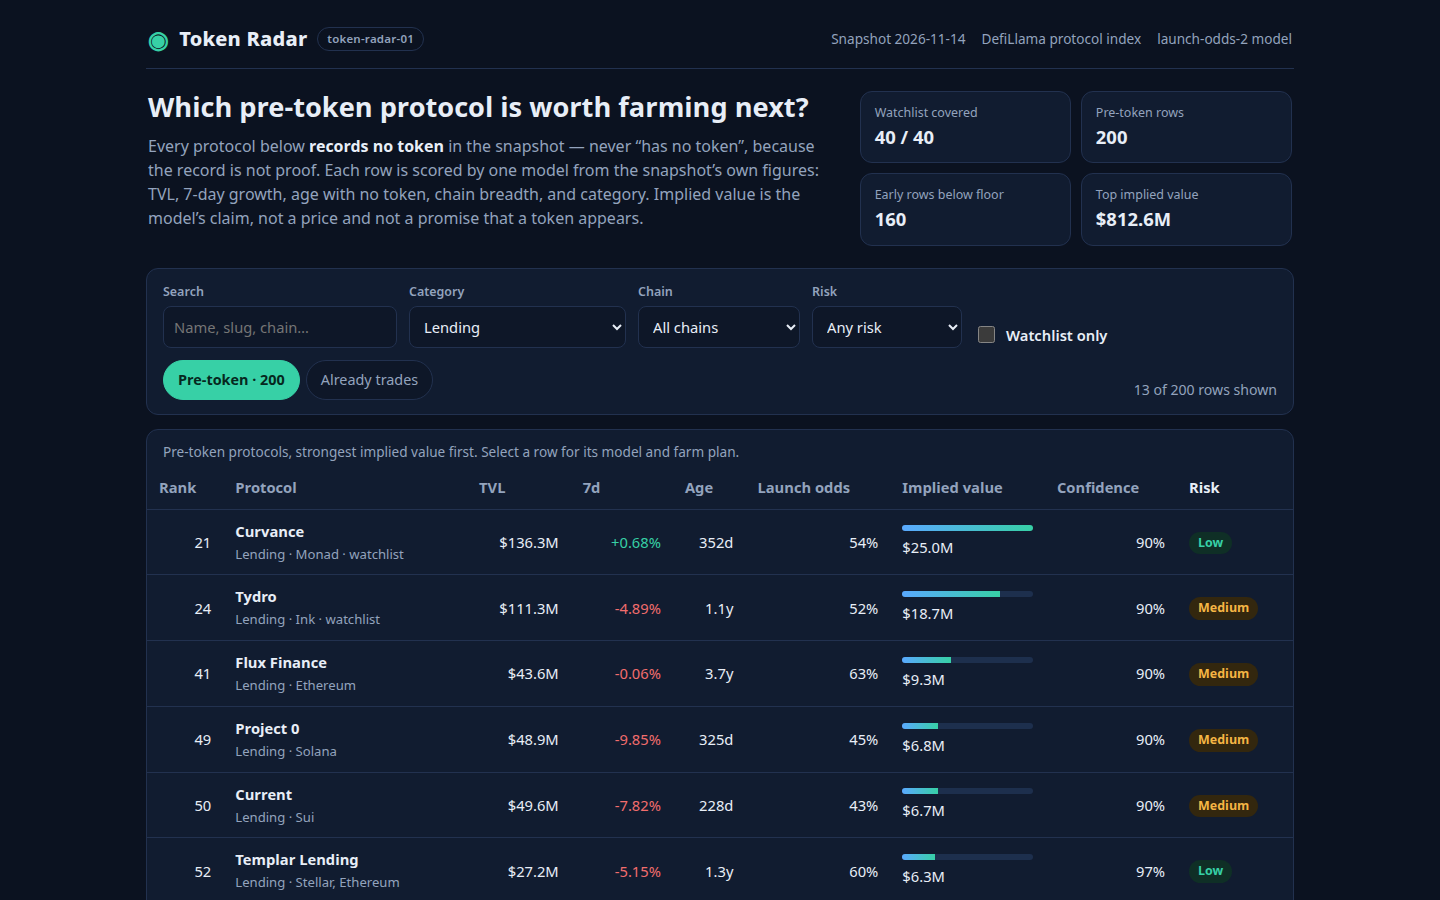 Token Radar
token-radar-01
Snapshot 2026-11-14
DefiLlama protocol index
launch-odds-2 model
Which pre-token protocol is worth farming next?
Every protocol below records no token in the snapshot — never “has no token”, because
the record is not proof. Each row is scored by one model from the snapshot’s own figures:
TVL, 7-day growth, age with no token, chain breadth, and category. Implied value is the
model’s claim, not a price and not a promise that a token appears.
Watchlist covered
40 / 40
Pre-token rows
200
Early rows below floor
160
Top implied value
$812.6M
Search
Category
Chain
Risk
Name, slug, chain...
Lending
All chains
Any risk
Watchlist only
Pre-token · 200
Already trades
13 of 200 rows shown
Pre-token protocols, strongest implied value first. Select a row for its model and farm plan.
Rank Protocol TVL 7d Age Launch odds Implied value Confidence Risk
21 Curvance $136.3M +0.68% 352d 54% $25.0M 90% Low
Lending · Monad · watchlist
24 Tydro $111.3M -4.89% 1.1y 52% $18.7M 90% Medium
Lending · Ink · watchlist
41 Flux Finance $43.6M -0.06% 3.7y 63% $9.3M 90% Medium
Lending · Ethereum
49 Project 0 $48.9M -9.85% 325d 45% $6.8M 90% Medium
Lending · Solana
50 Current $49.6M -7.82% 228d 43% $6.7M 90% Medium
Lending · Sui
52 Templar Lending $27.2M -5.15% 1.3y 60% $6.3M 97% Low
Lending · Stellar, Ethereum